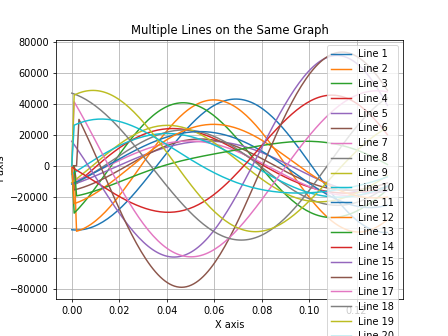 Multiple Lines on the Same Graph
80000
60000
40000
20000
0
−20000
−40000
−60000
−80000
0.00 0.02 0.04 0.06 0.08 0.10
X axis
axis
Line 1
Line 2
Line 3
Line 4
Line 5
Line 6
Line 7
Line 8
Line 9
Line 10
Line 11
Line 12
Line 13
Line 14
Line 15
Line 16
Line 17
Line 18
Line 19
Line 20